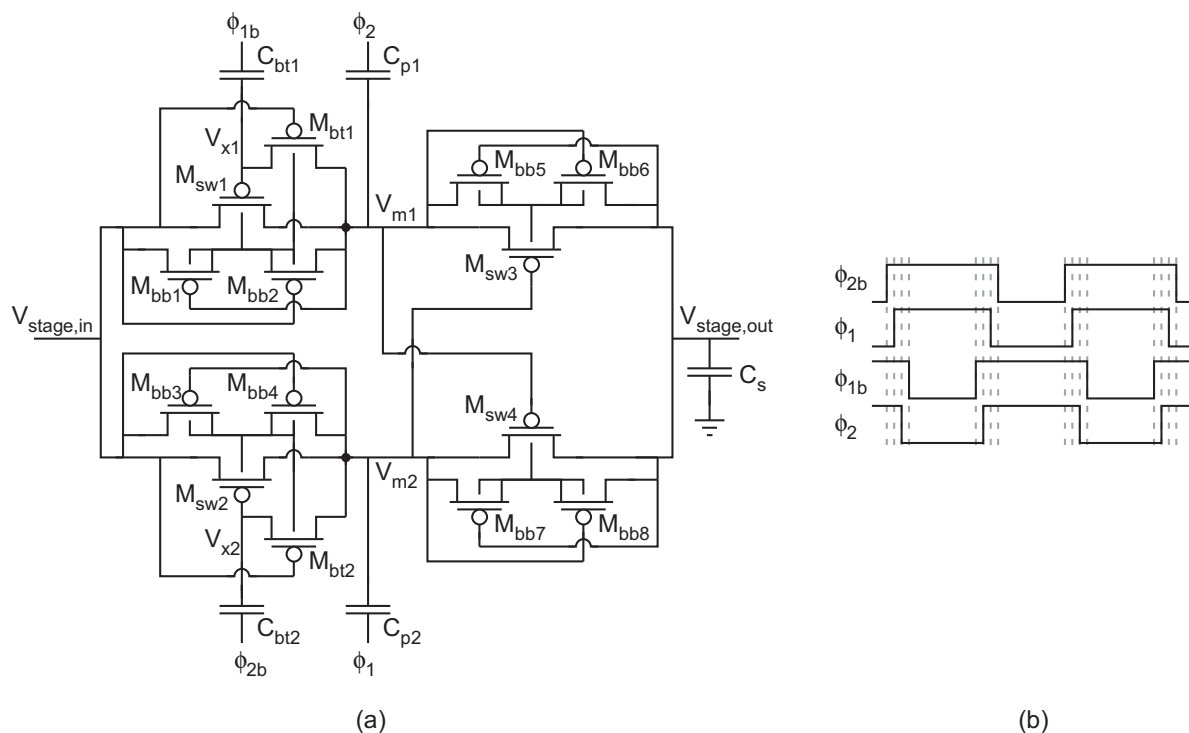 ϕ1b ϕ2
Cbt1 Cp1
Mbt1
Vx1
Msw1
Mbb5 Mbb6
Vm1
Msw3
Mbb1 Mbb2
Vstage,in
Vstage,out
Cs
Mbb3 Mbb4
Msw4
Vm2
Msw2
Mbb7 Mbb8
Vx2
Mbt2
Cbt2 Cp2
ϕ2b ϕ1
(a)
ϕ2b
ϕ1
ϕ1b
ϕ2
(b)